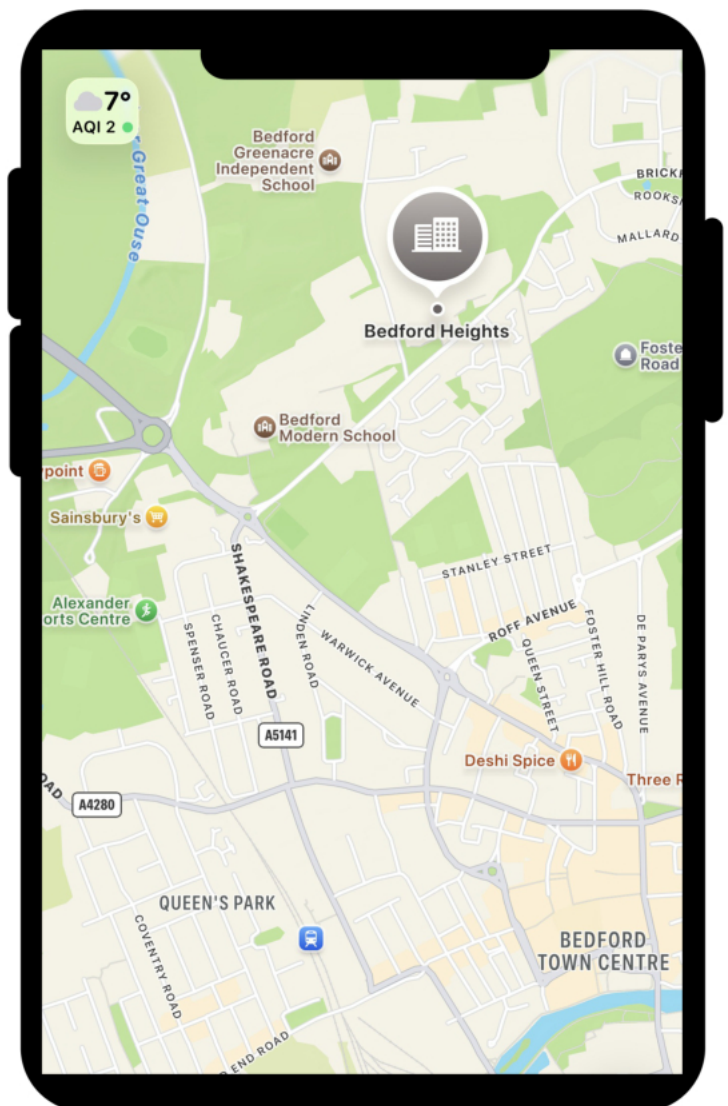 7°
AQI 2
r Great Ouse
Bedford
Greenacre
Independent
School
BRICK
ROOKS
MALLARD
Bedford Heights
Foste
Road
Bedford
Modern School
ypoint
Sainsbury's
SHAKESPEARE ROAD
STANLEY STREET
Alexander
orts Centre
SPENSER ROAD
CHAUCER ROAD
LINDEN ROAD
WARWICK AVENUE
ROFF AVENUE
QUEEN STREET
FOSTER HILL ROAD
DE PARYS AVENUE
A5141
Deshi Spice
Three R
OAD
A4280
QUEEN'S PARK
COVENTRY ROAD
BEDFORD
TOWN CENTRE
END ROAD